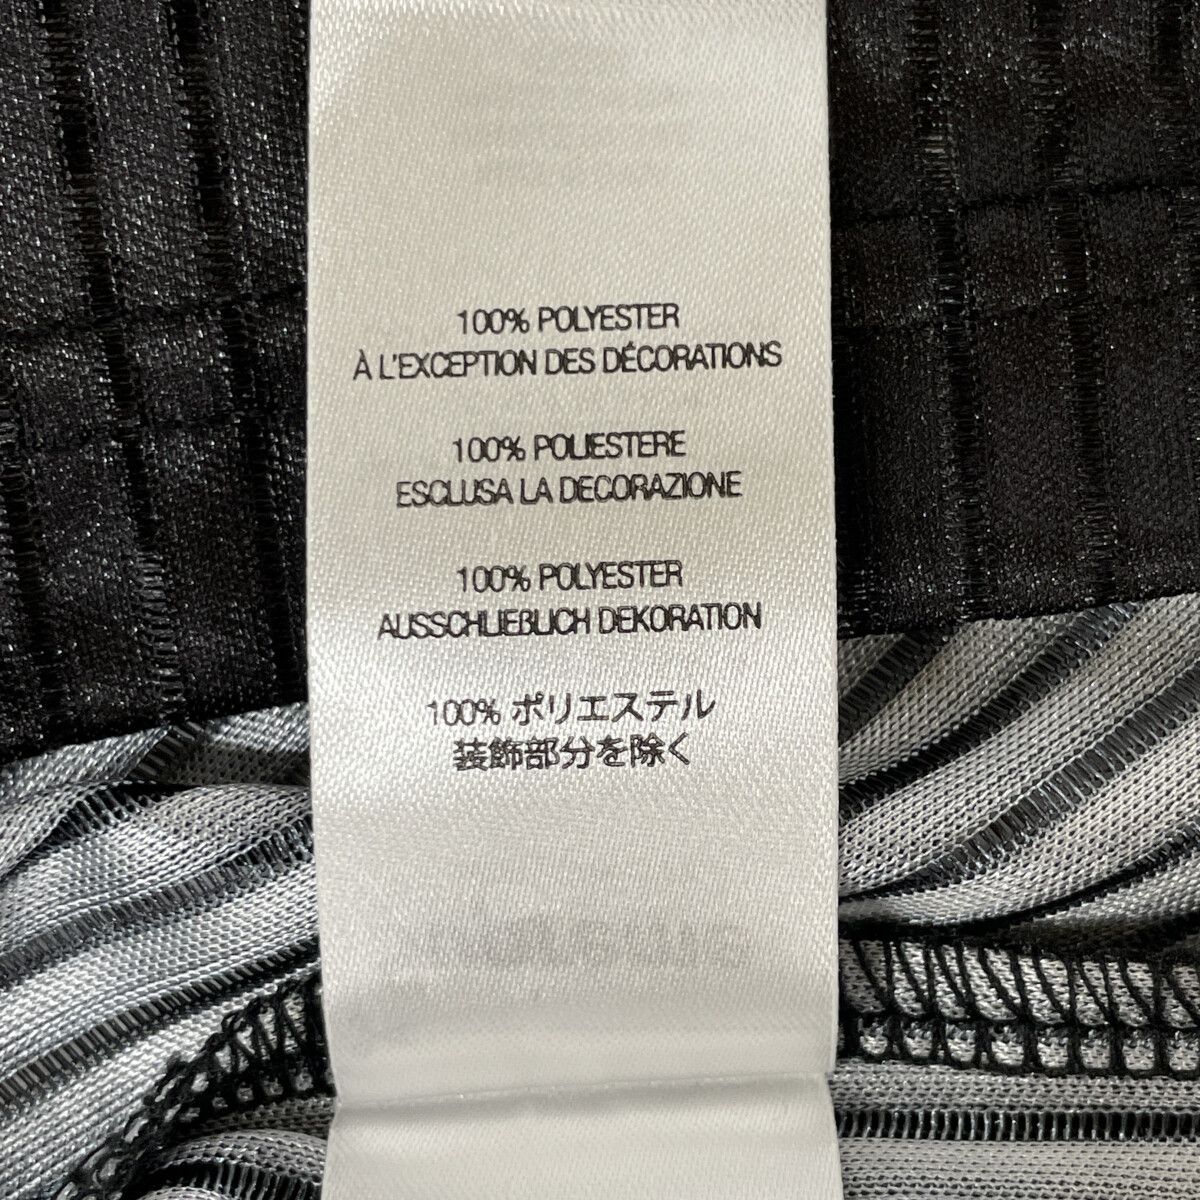 100% POLYESTER
À L'EXCEPTION DES DÉCORATIONS
100% POLIESTERE
ESCLUSA LA DECORAZIONE
100% POLYESTER
AUSSCHLIEßLICH DEKORATION
100% ポリエステル
装飾部分を除く